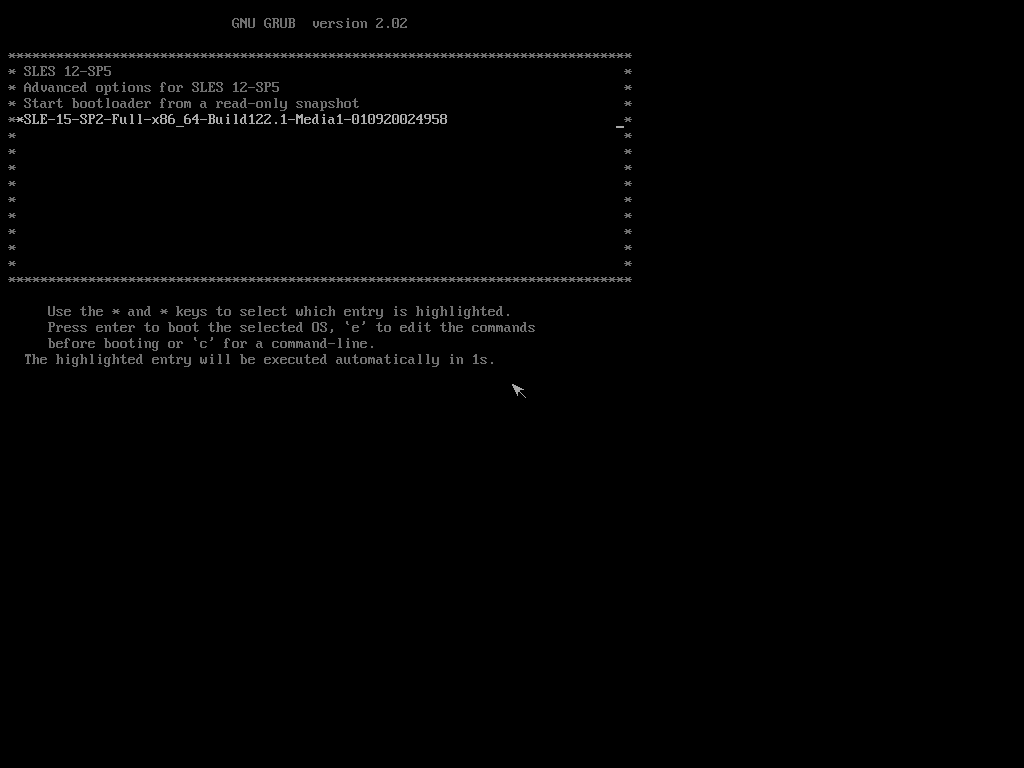 GNU GRUB  version 2.02
*******************************************************************************
* SLES 12-SP5 *
* Advanced options for SLES 12-SP5 *
* Start bootloader from a read-only snapshot *
**SLE-15-SP2-Full-x86_64-Build122.1-Media1-010920024958 _*
* *
* *
* *
* *
* *
* *
* *
* *
* *
*******************************************************************************
Use the * and * keys to select which entry is highlighted.
Press enter to boot the selected OS, `e' to edit the commands
before booting or `c' for a command-line.
The highlighted entry will be executed automatically in 1s.